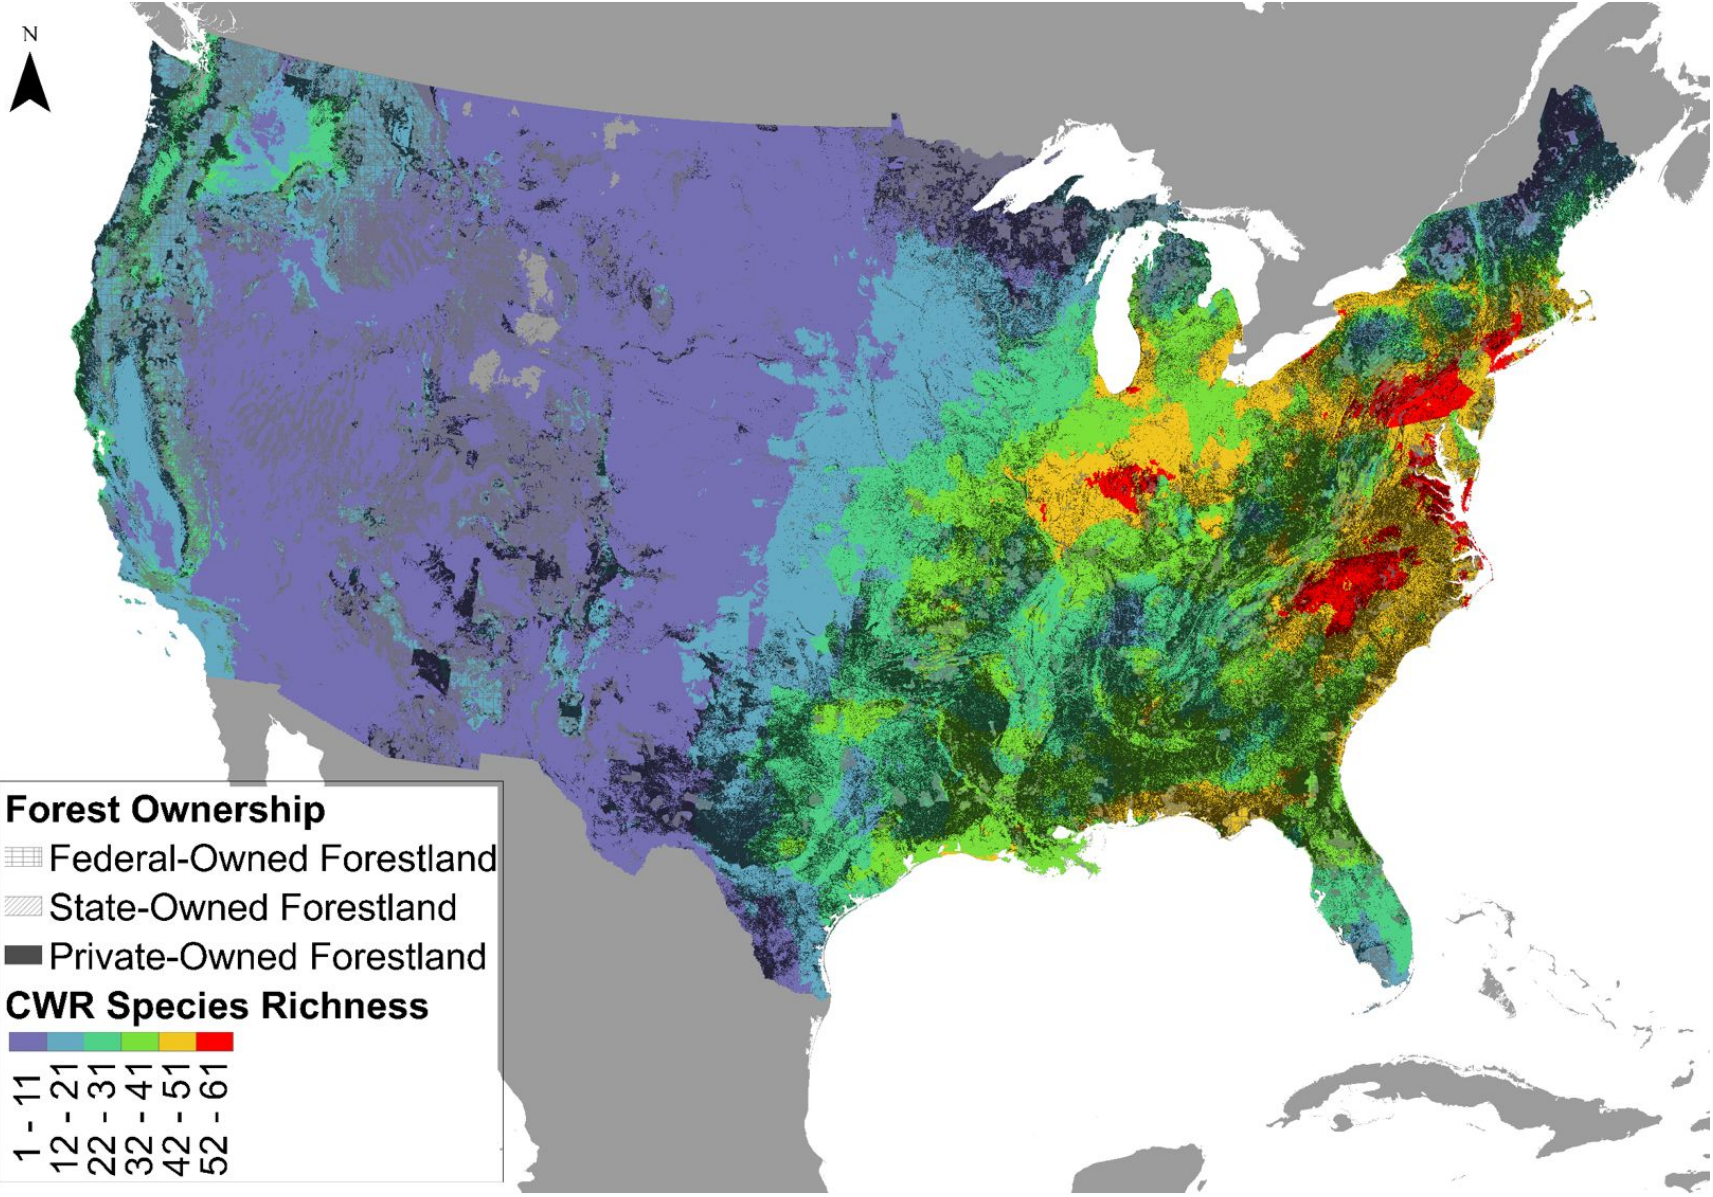 N
Forest Ownership
Federal-Owned Forestland
State-Owned Forestland
Private-Owned Forestland
CWR Species Richness
1 - 11
12 - 21
22 - 31
32 - 41
42 - 51
52 - 61